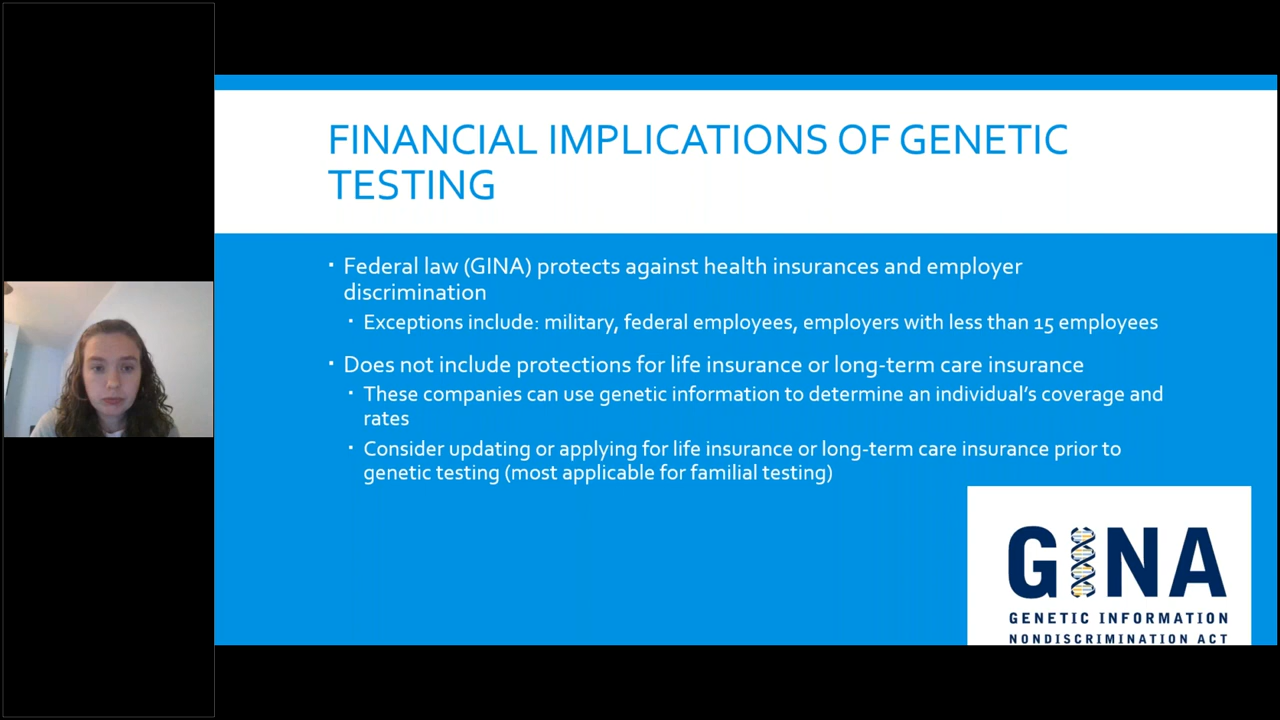 FINANCIAL IMPLICATIONS OF GENETIC
TESTING
▪ Federal law (GINA) protects against health insurances and employer
discrimination
▪ Exceptions include: military, federal employees, employers with less than 15 employees
▪ Does not include protections for life insurance or long-term care insurance
▪ These companies can use genetic information to determine an individual's coverage and
rates
▪ Consider updating or applying for life insurance or long-term care insurance prior to
genetic testing (most applicable for familial testing)
GINA
GENETIC INFORMATION
NONDISCRIMINATION ACT